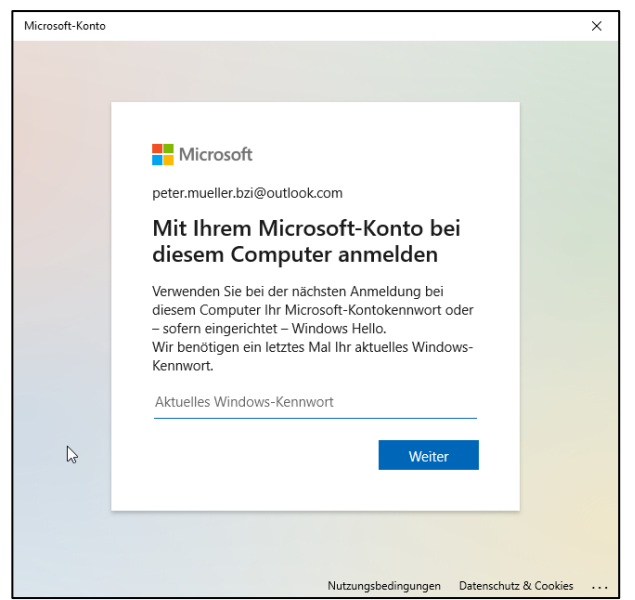 Microsoft-Konto
Microsoft
peter.mueller.bzi@outlook.com
Mit Ihrem Microsoft-Konto bei
diesem Computer anmelden
Verwenden Sie bei der nächsten Anmeldung bei
diesem Computer Ihr Microsoft-Kontokennwort oder
– sofern eingerichtet – Windows Hello.
Wir benötigen ein letztes Mal Ihr aktuelles Windows-
Kennwort.
Aktuelles Windows-Kennwort
Weiter
Nutzungsbedingungen Datenschutz & Cookies ...